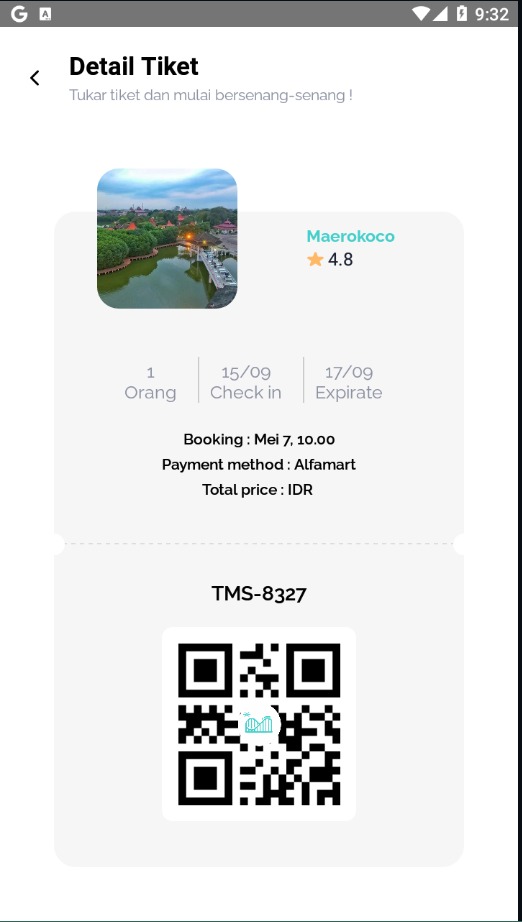 9:32
Detail Tiket
Tukar tiket dan mulai bersenang-senang !
Maerokoco
4.8
1
Orang
15/09
Check in
17/09
Expirate
Booking : Mei 7, 10.00
Payment method : Alfamart
Total price : IDR
TMS-8327